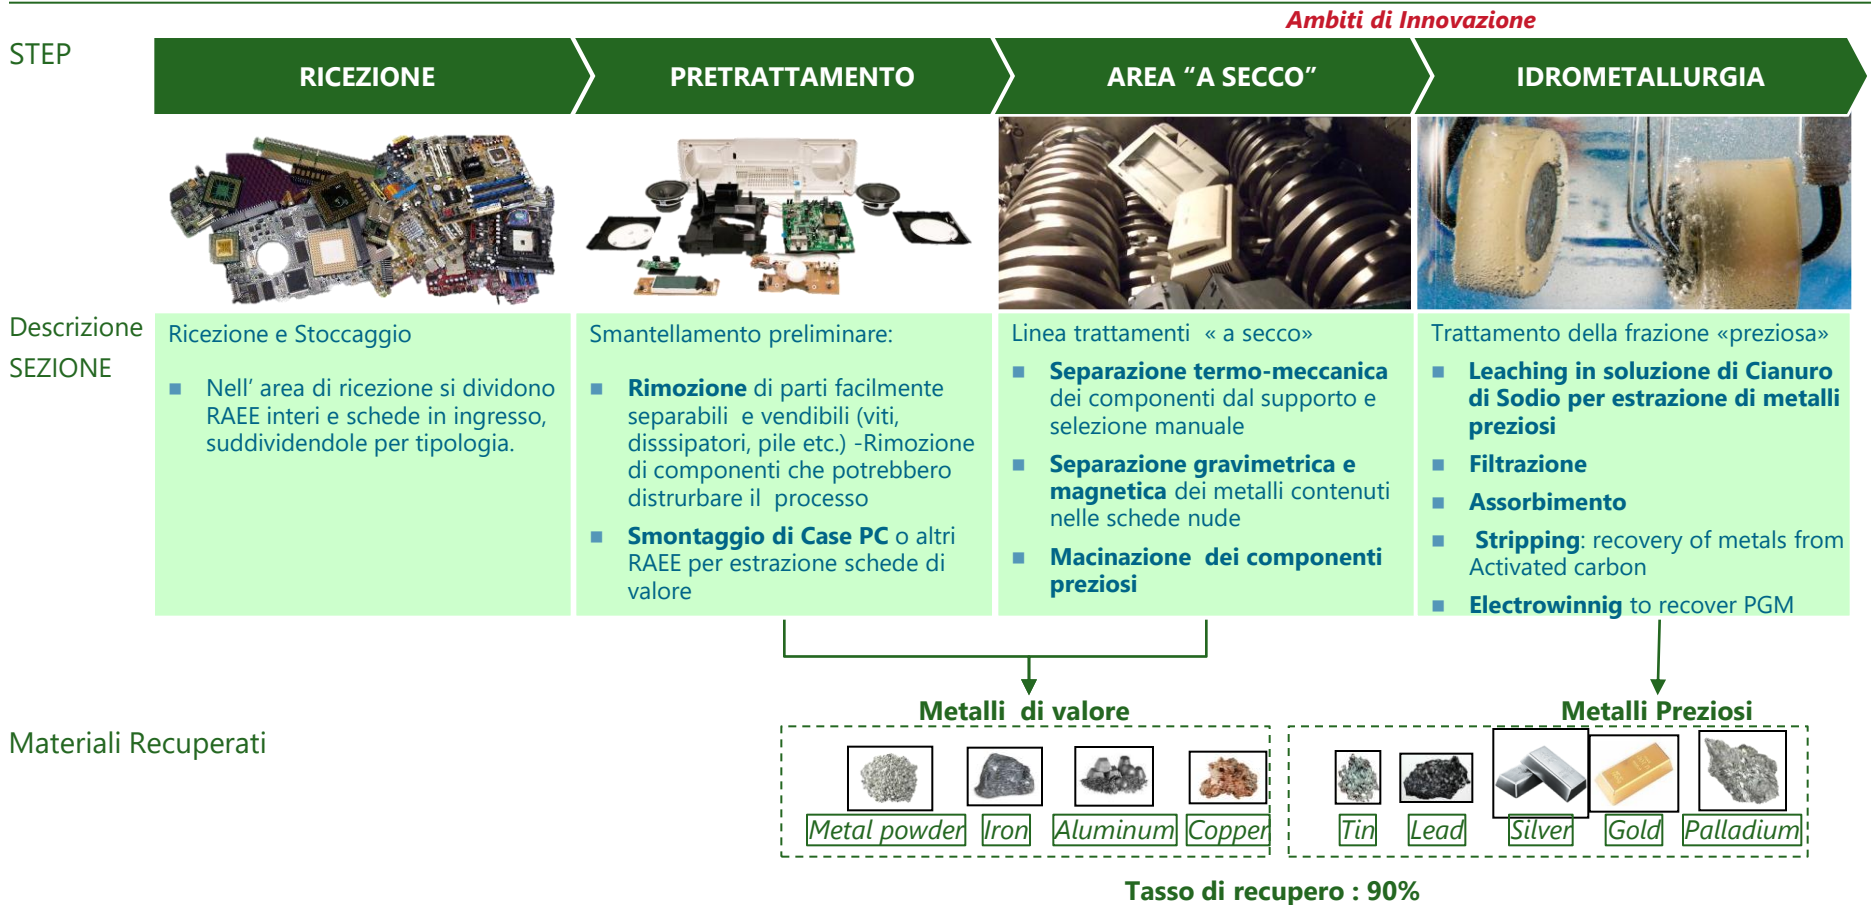 Ambiti di Innovazione
STEP
RICEZIONE
PRETRATTAMENTO
AREA “A SECCO”
IDROMETALLURGIA
Descrizione
SEZIONE
Ricezione e Stoccaggio
Nell’ area di ricezione si dividono
RAEE interi e schede in ingresso,
suddividendole per tipologia.
Smantellamento preliminare:
Rimozione di parti facilmente
separabili e vendibili (viti,
disssipatori, pile etc.) -Rimozione
di componenti che potrebbero
distrurbare il processo
Smontaggio di Case PC o altri
RAEE per estrazione schede di
valore
Linea trattamenti « a secco»
Separazione termo-meccanica
dei componenti dal supporto e
selezione manuale
Separazione gravimetrica e
magnetica dei metalli contenuti
nelle schede nude
Macinazione dei componenti
preziosi
Trattamento della frazione «preziosa»
Leaching in soluzione di Cianuro
di Sodio per estrazione di metalli
preziosi
Filtrazione
Assorbimento
Stripping: recovery of metals from
Activated carbon
Electrowinnig to recover PGM
Materiali Recuperati
Metalli di valore
Metal powder
Iron
Aluminum
Copper
Metalli Preziosi
Tin
Lead
Silver
Gold
Palladium
Tasso di recupero : 90%